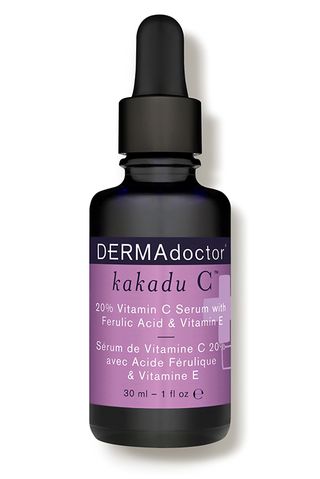 DERMAdoctor®
kakadu C™
20% Vitamin C Serum with
Ferulic Acid & Vitamin E
Sérum de Vitamine C 20%
avec Acide Férulique
& Vitamine E
30 ml – 1 fl oz ℮